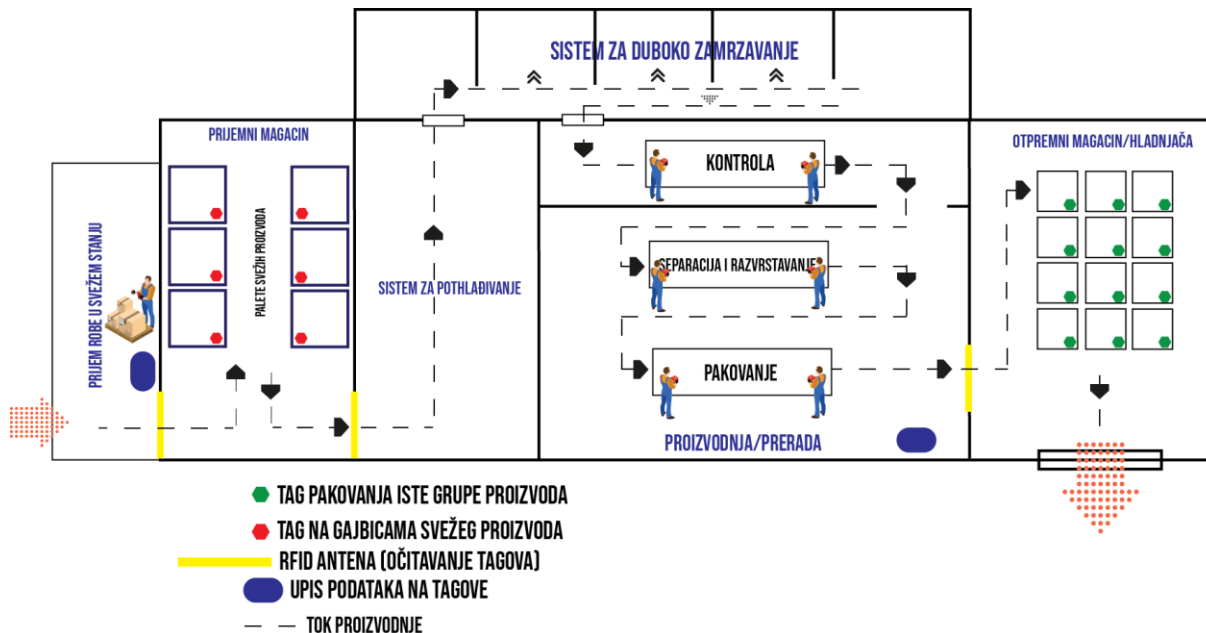 SISTEM ZA DUBOKO ZAMRZAVANJE
PRIJEMNI MAGACIN
KONTROLA
OTPREMNI MAGACIN/HLADNJAČA
PRIJEM ROBE U SVEŽEM STANJU
PALETE SVEŽIH PROIZVODA
SISTEM ZA POTHLAĐIVANJE
SEPARACIJA I RAZVRSTAVANJE
PAKOVANJE
PROIZVODNJA/PRERADA
TAG PAKOVANJA ISTE GRUPE PROIZVODA
TAG NA GAJBICAMA SVEŽEG PROIZVODA
RFID ANTENA (OČITAVANJE TAGOVA)
UPIS PODATAKA NA TAGOVE
TOK PROIZVODNJE